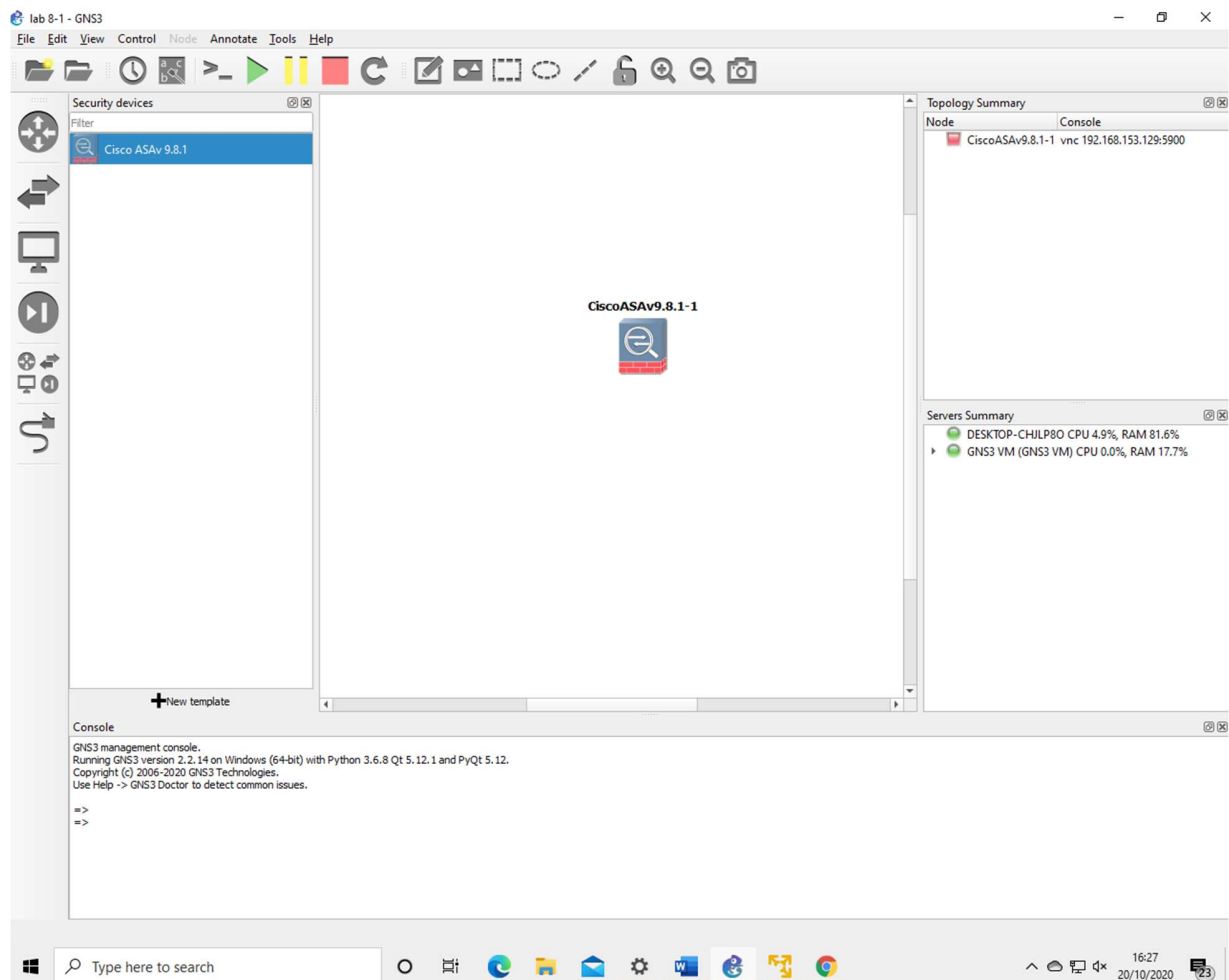 lab 8-1 - GNS3
File Edit View Control Node Annotate Tools Help
Security devices
Filter
Cisco ASAv 9.8.1
New template
CiscoASAv9.8.1-1
Topology Summary
Node Console
CiscoASAv9.8.1-1 vnc 192.168.153.129:5900
Servers Summary
DESKTOP-CHJLP8O CPU 4.9%, RAM 81.6%
GNS3 VM (GNS3 VM) CPU 0.0%, RAM 17.7%
Console
GNS3 management console.
Running GNS3 version 2.2.14 on Windows (64-bit) with Python 3.6.8 Qt 5.12.1 and PyQt 5.12.
Copyright (c) 2006-2020 GNS3 Technologies.
Use Help -> GNS3 Doctor to detect common issues.
=>
=>
Type here to search
16:27
20/10/2020
23